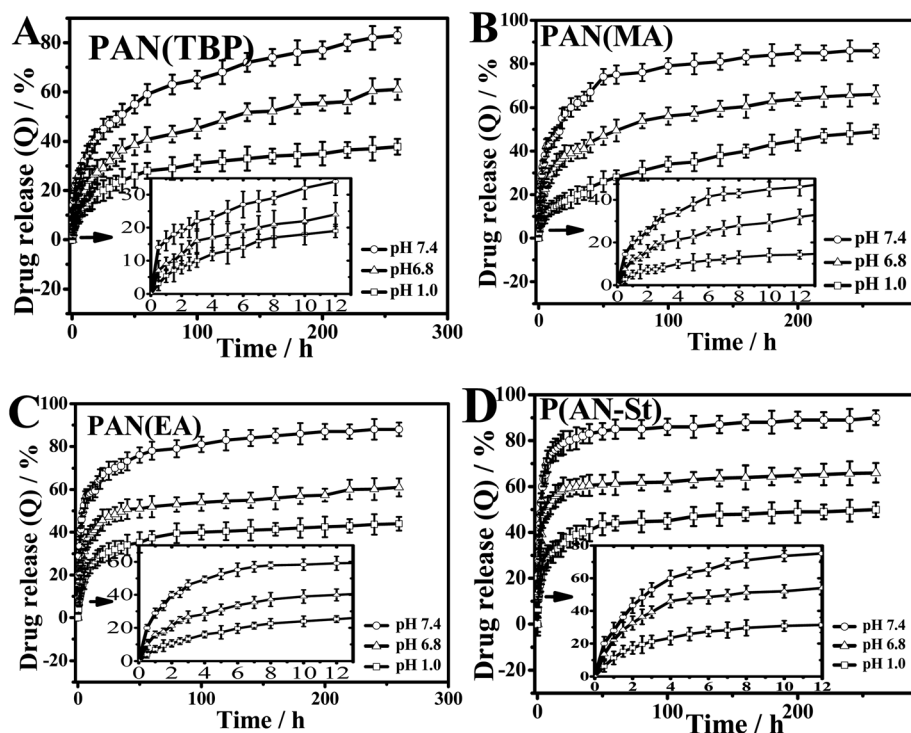 A
PAN(TBP)
Drug release (Q) / %
80
60
40
20
0
-20
30
15
0
0 2 4 6 8 10 12
pH 7.4
pH6.8
pH 1.0
0 100 200 300
Time / h
B
PAN(MA)
Drug release (Q) / %
100
80
60
40
20
0
-20
40
20
0
0 2 4 6 8 10 12
pH 7.4
pH 6.8
pH 1.0
0 100 200
Time / h
C
PAN(EA)
Drug release (Q) / %
100
80
60
40
20
0
-20
60
40
20
0
0 2 4 6 8 10 12
pH 7.4
pH 6.8
pH 1.0
0 100 200 300
Time / h
D
P(AN-St)
Drug release (Q) / %
100
80
60
40
20
0
-20
80
60
40
20
0
0 2 4 6 8 10 12
pH 7.4
pH 6.8
pH 1.0
0 100 200
Time / h